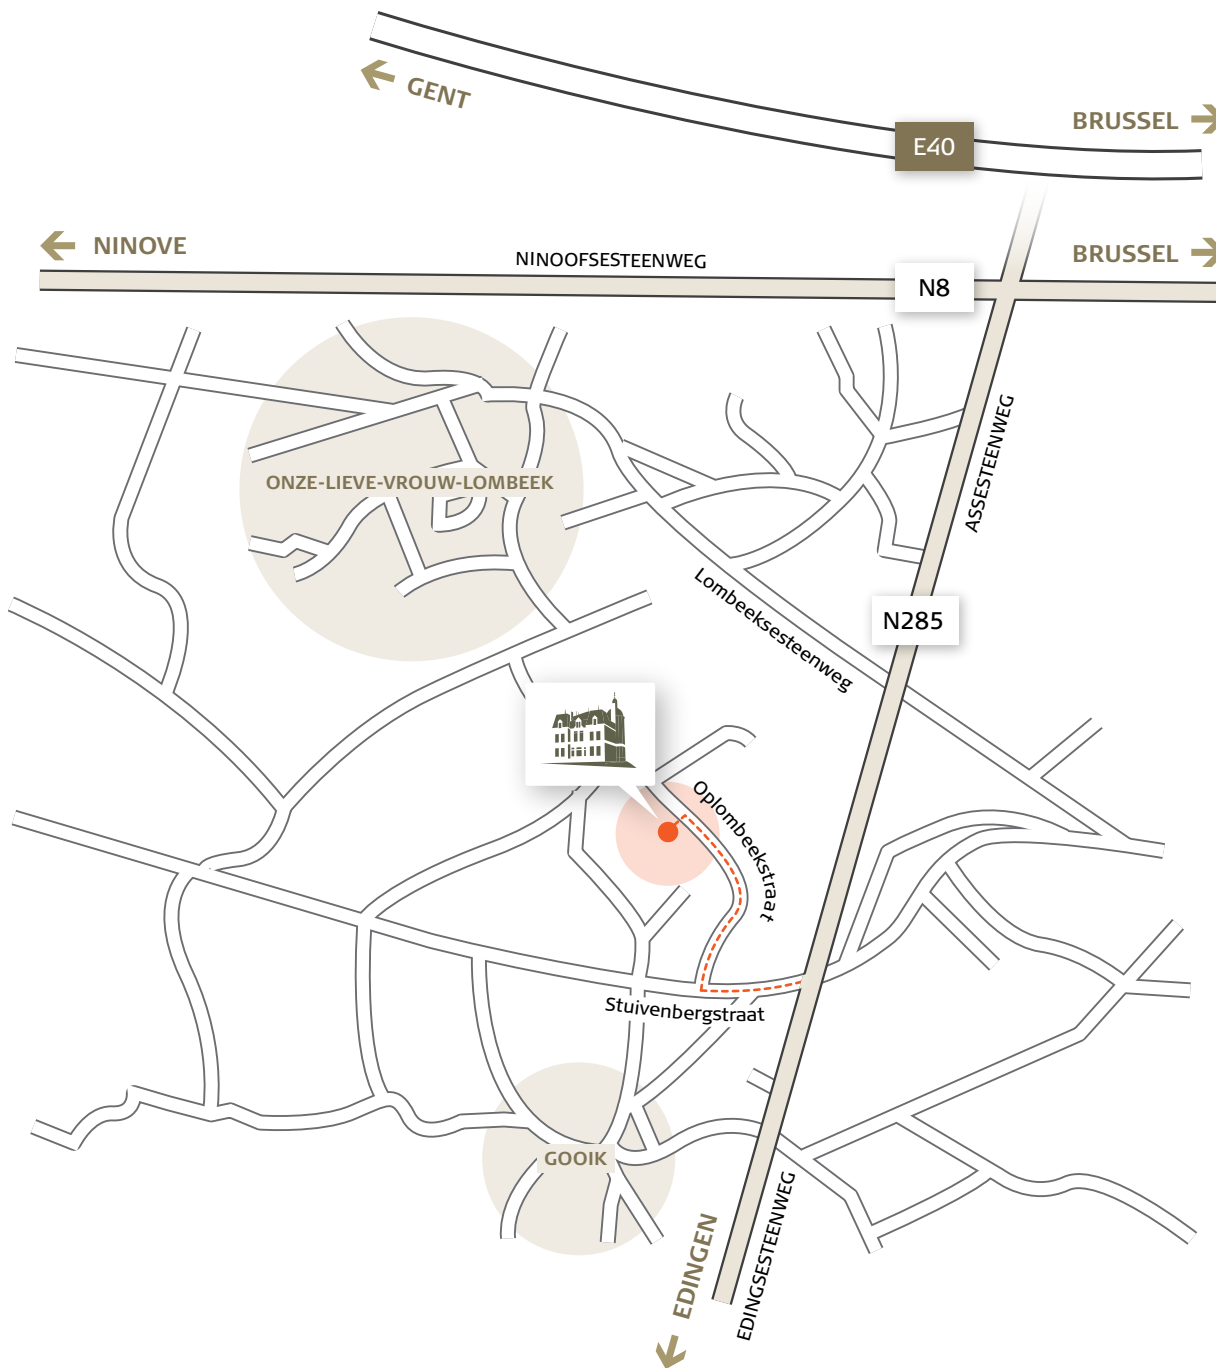 GENT
BRUSSEL
E40
NINOVE
NINOOFSESTEENWEG
BRUSSEL
N8
ASSESTEENWEG
ONZE-LIEVE-VROUW-LOMBEEK
Lombeeksesteenweg
N285
Oplombeekstraat
Stuivenbergstraat
GOOIK
EDINGEN
EDINGSESTEENWEG